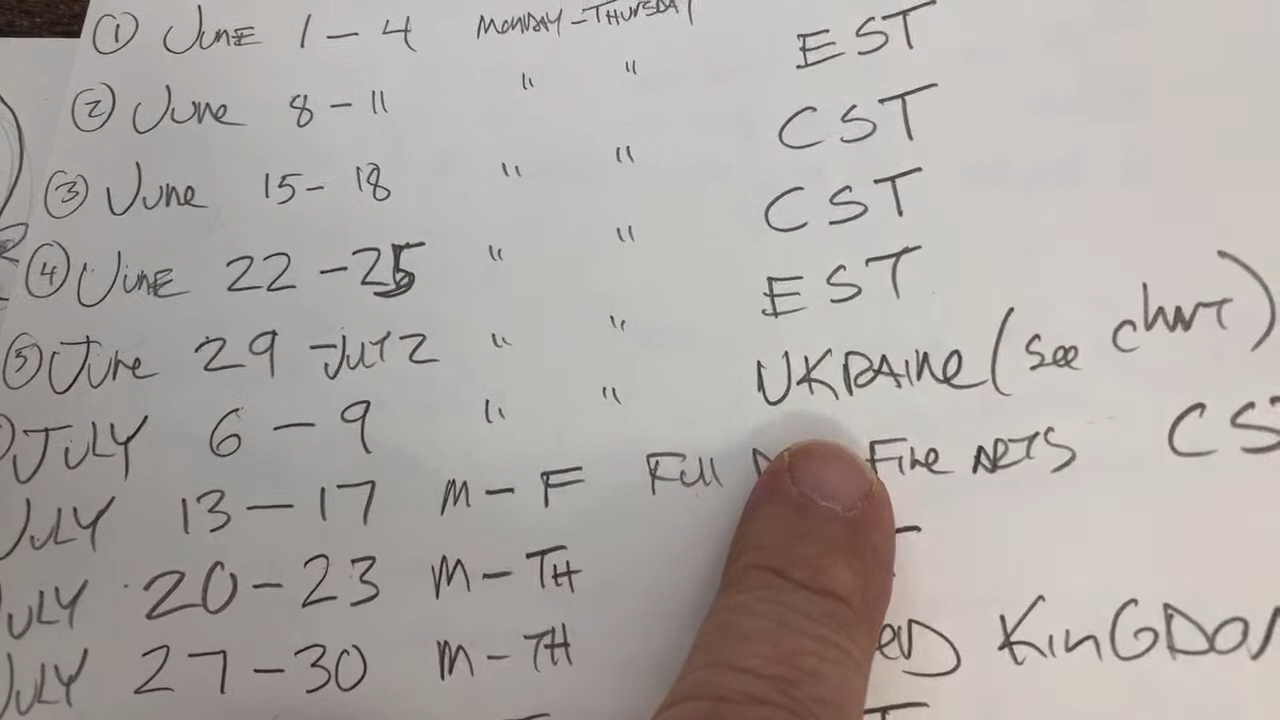 ① JUNE 1 - 4 MONDAY - THURSDAY EST
② June 8 - 11 " " CST
③ June 15 - 18 " " CST
④ JUNE 22 - 25 " " EST
⑤ June 29 - JULY 2 " " UKRAINE (see chart)
JULY 6 - 9 " "
JULY 13 - 17 M - F Full Fine ARTS CS
JULY 20 - 23 M - TH
JULY 27 - 30 M - TH KINGDO